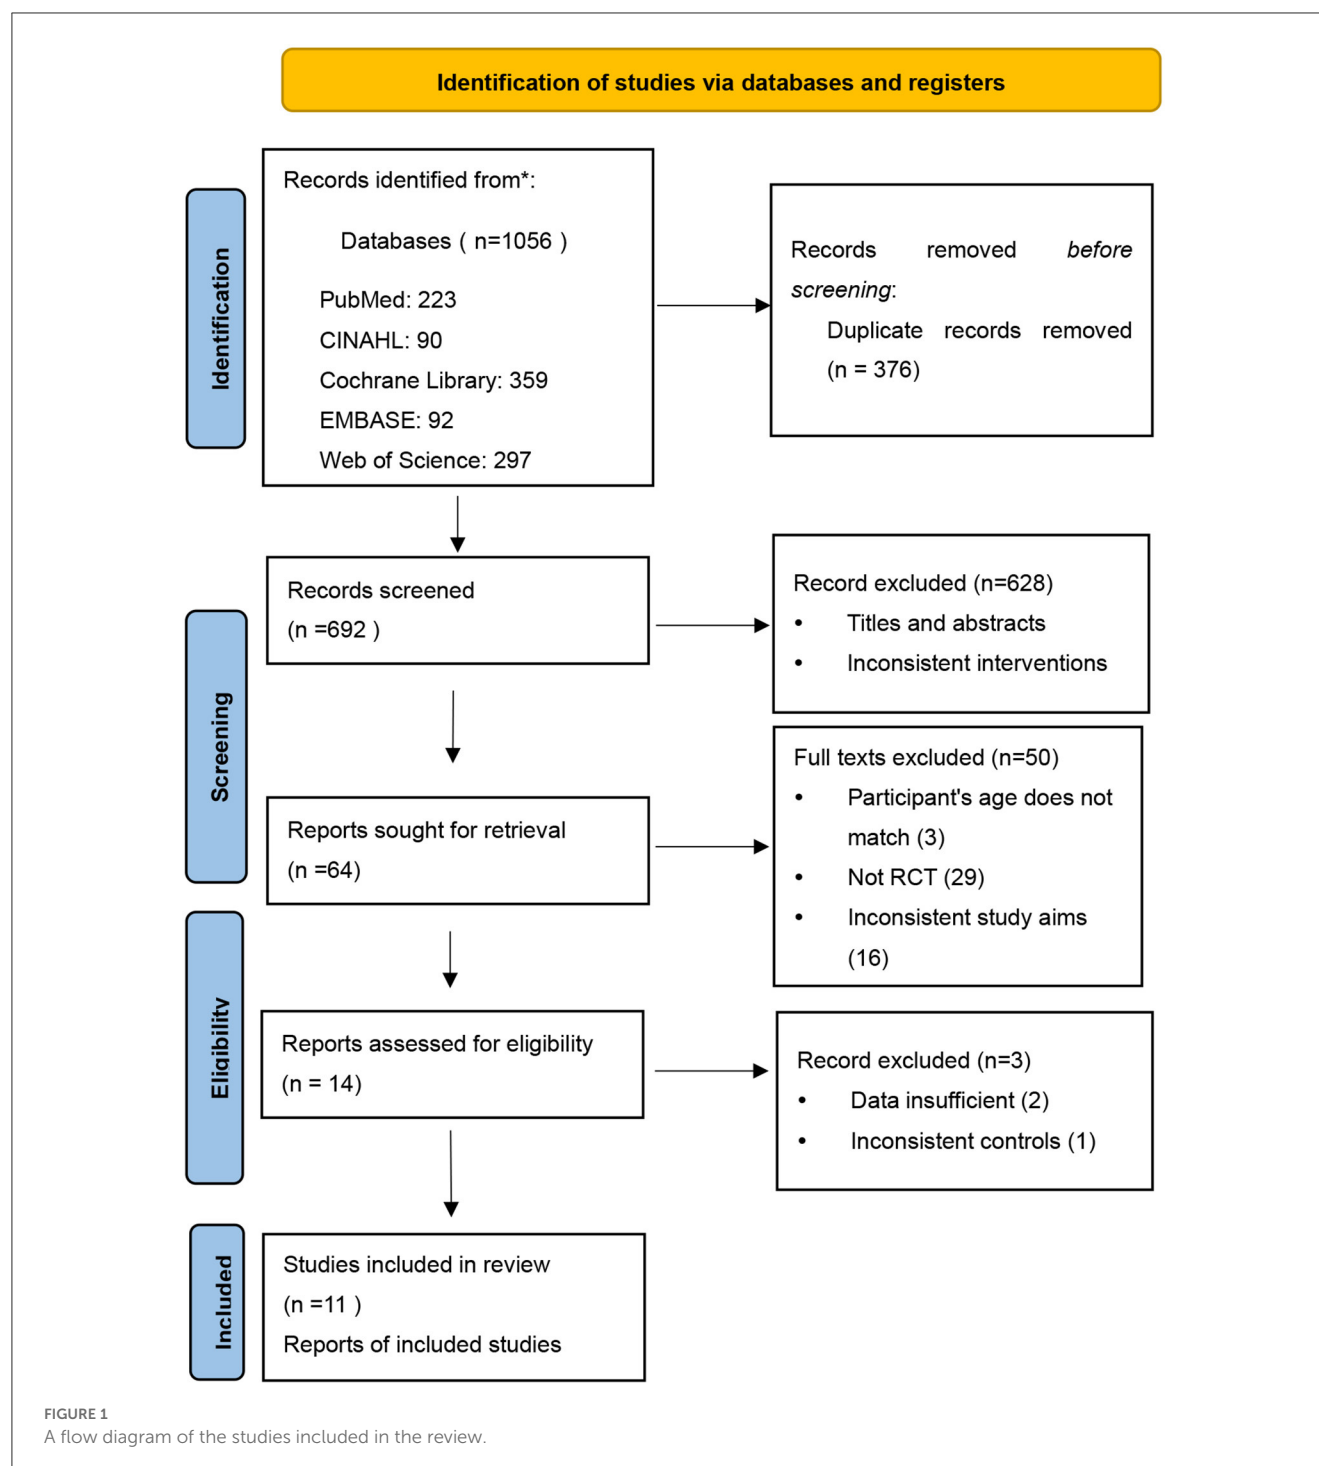 Identification of studies via databases and registers
Identification
Records identified from*:
Databases ( n=1056 )
PubMed: 223
CINAHL: 90
Cochrane Library: 359
EMBASE: 92
Web of Science: 297
Records removed before
screening:
Duplicate records removed
(n = 376)
Screening
Records screened
(n =692 )
Record excluded (n=628)
• Titles and abstracts
• Inconsistent interventions
Reports sought for retrieval
(n =64)
Full texts excluded (n=50)
• Participant's age does not
match (3)
• Not RCT (29)
• Inconsistent study aims
(16)
Eligibility
Reports assessed for eligibility
(n = 14)
Record excluded (n=3)
• Data insufficient (2)
• Inconsistent controls (1)
Included
Studies included in review
(n =11 )
Reports of included studies
FIGURE 1
A flow diagram of the studies included in the review.